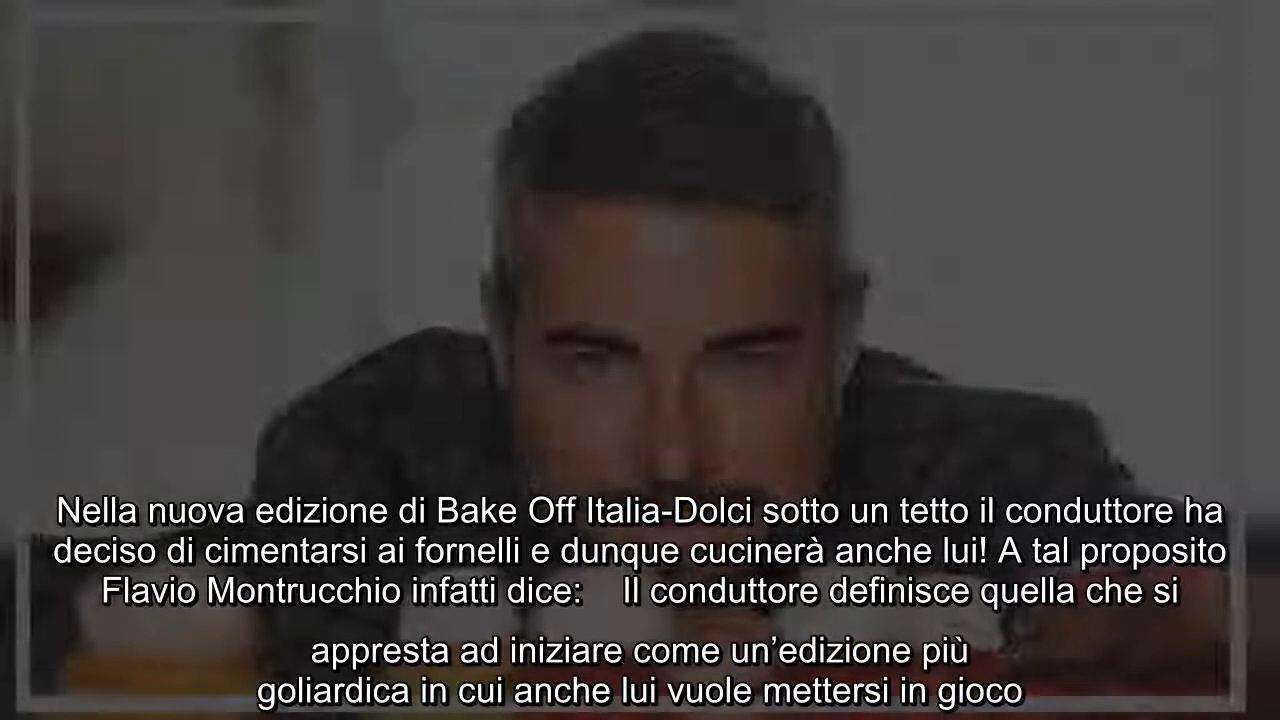 Nella nuova edizione di Bake Off Italia-Dolci sotto un tetto il conduttore ha
deciso di cimentarsi ai fornelli e dunque cucinerà anche lui! A tal proposito
Flavio Montrucchio infatti dice: Il conduttore definisce quella che si
appresta ad iniziare come un’edizione più
goliardica in cui anche lui vuole mettersi in gioco